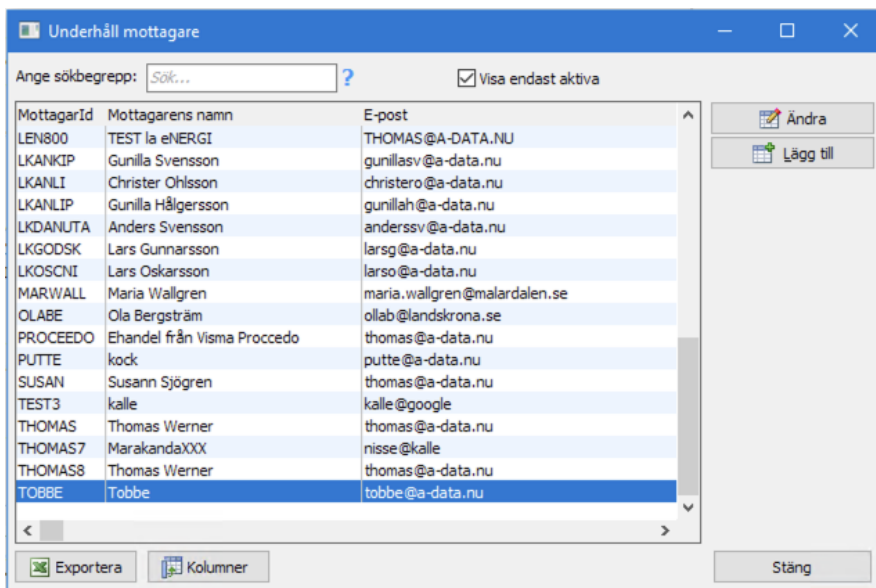 Underhåll mottagare
Ange sökbegrepp: Sök... ? Visa endast aktiva
MottagarId Mottagarens namn E-post
LEN800 TEST la eNERGI THOMAS@A-DATA.NU
LKANKIP Gunilla Svensson gunillasv@a-data.nu
LKANLI Christer Ohlsson christero@a-data.nu
LKANLIP Gunilla Hålgersson gunillah@a-data.nu
LKDANUTA Anders Svensson anderssv@a-data.nu
LKGODSK Lars Gunnarsson larsg@a-data.nu
LKOSCNI Lars Oskarsson larso@a-data.nu
MARWALL Maria Wallgren maria.wallgren@malardalen.se
OLABE Ola Bergsträm ollab@landskrona.se
PROCEEDO Ehandel från Visma Proccedo thomas@a-data.nu
PUTTE kock putte@a-data.nu
SUSAN Susann Sjögren thomas@a-data.nu
TEST3 kalle kalle@google
THOMAS Thomas Werner thomas@a-data.nu
THOMAS7 MarakandaXXX nisse@kalle
THOMAS8 Thomas Werner thomas@a-data.nu
TOBBE Tobbe tobbe@a-data.nu
Ändra
Lägg till
Exportera Kolumner Stäng